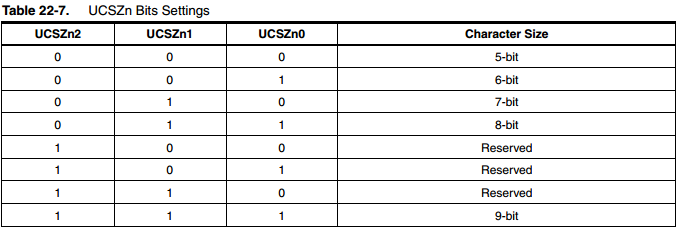 Table 22-7. UCSZn Bits Settings
UCSZn2 UCSZn1 UCSZn0 Character Size
0 0 0 5-bit
0 0 1 6-bit
0 1 0 7-bit
0 1 1 8-bit
1 0 0 Reserved
1 0 1 Reserved
1 1 0 Reserved
1 1 1 9-bit